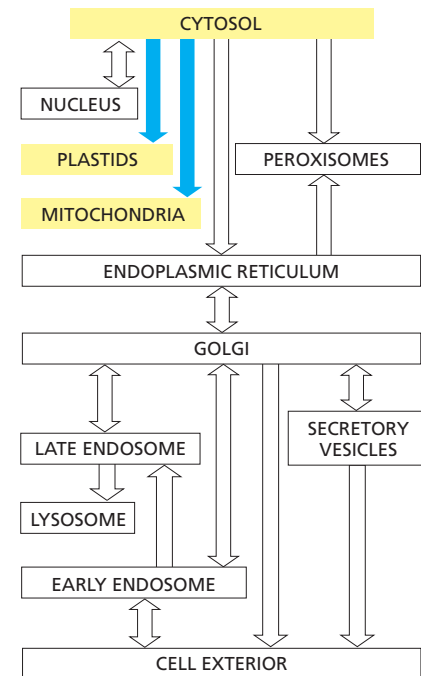 CYTOSOL
NUCLEUS
PLASTIDS
PEROXISOMES
MITOCHONDRIA
ENDOPLASMIC RETICULUM
GOLGI
LATE ENDOSOME
SECRETORY
VESICLES
LYSOSOME
EARLY ENDOSOME
CELL EXTERIOR